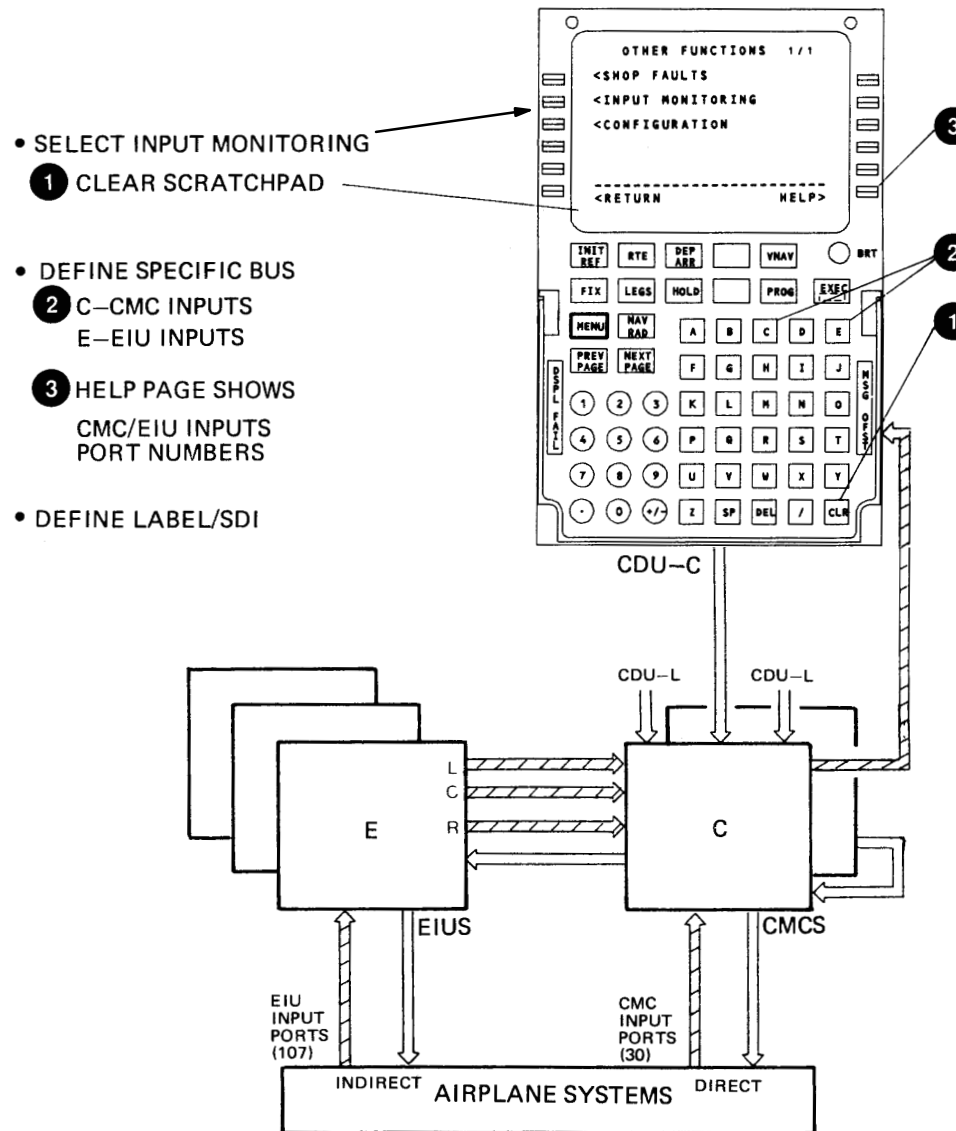 OTHER FUNCTIONS 1/1
<SHOP FAULTS
<INPUT MONITORING
<CONFIGURATION
<RETURN HELP>
• SELECT INPUT MONITORING
1 CLEAR SCRATCHPAD
• DEFINE SPECIFIC BUS
2 C–CMC INPUTS
E–EIU INPUTS
3 HELP PAGE SHOWS
CMC/EIU INPUTS
PORT NUMBERS
• DEFINE LABEL/SDI
3
2
1
INIT REF RTE DEP ARR VNAV BRT
FIX LEGS HOLD PROG EXEC
MENU NAV RAD A B C D E
PREV PAGE NEXT PAGE F G H I J
1 2 3 K L M N O
4 5 6 P Q R S T
7 8 9 U V W X Y
. 0 +/- Z SP DEL / CLR
DSPL FAIL
MSG OFST
CDU–C
CDU–L CDU–L
L
C
R
E
C
EIUS
CMCS
EIU
INPUT
PORTS
(107)
CMC
INPUT
PORTS
(30)
INDIRECT
AIRPLANE SYSTEMS
DIRECT